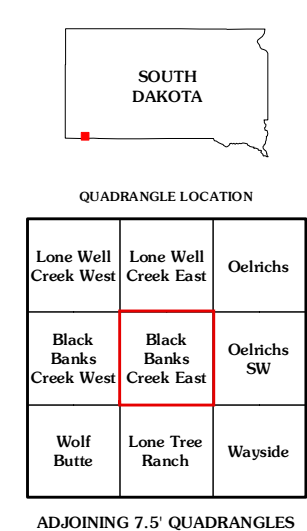 SOUTH
DAKOTA
QUADRANGLE LOCATION
Lone Well
Creek West
Lone Well
Creek East
Oelrichs
Black
Banks
Creek West
Black
Banks
Creek East
Oelrichs
SW
Wolf
Butte
Lone Tree
Ranch
Wayside
ADJOINING 7.5' QUADRANGLES